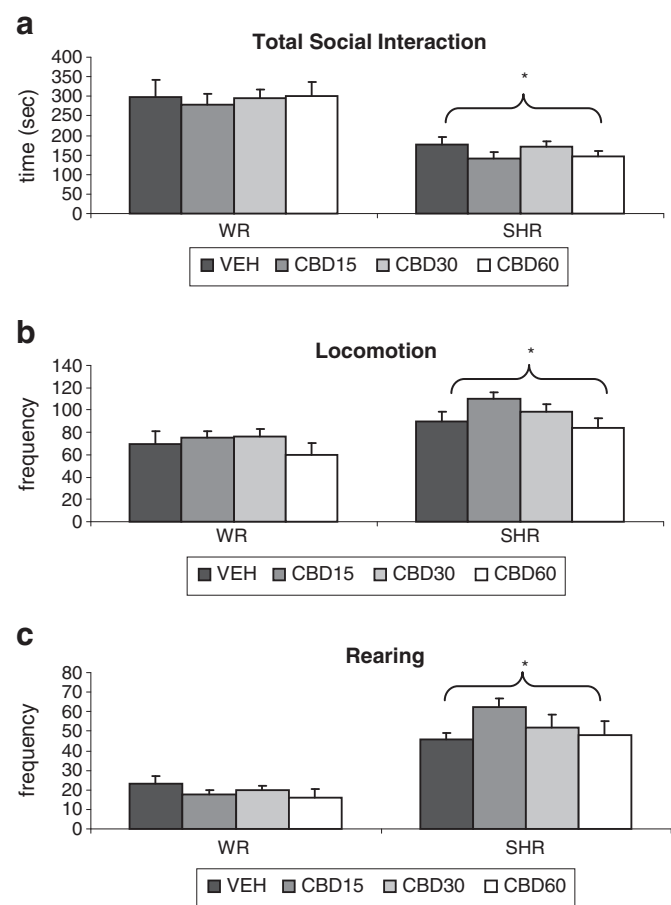 a
Total Social Interaction
time (sec)
400
350
300
250
200
150
100
50
0
*
WR SHR
VEH CBD15 CBD30 CBD60
b
Locomotion
frequency
140
120
100
80
60
40
20
0
*
WR SHR
VEH CBD15 CBD30 CBD60
c
Rearing
frequency
80
70
60
50
40
30
20
10
0
*
WR SHR
VEH CBD15 CBD30 CBD60